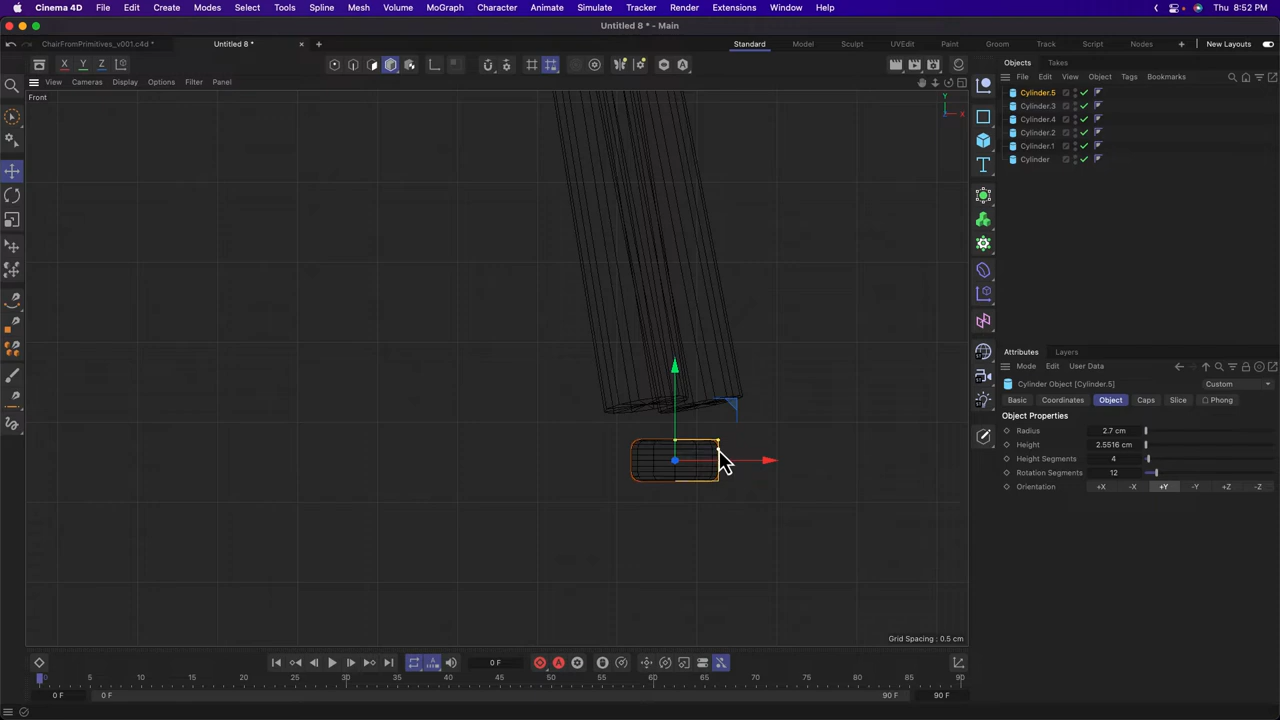 Cinema 4D File Edit Create Modes Select Tools Spline Mesh Volume MoGraph Character Animate Simulate Tracker Render Extensions Window Help Thu 8:52 PM
Untitled 8 * - Main
ChairFromPrimitives_v001.c4d * Untitled 8 * Standard Model Sculpt UVEdit Paint Groom Track Script Nodes New Layouts
X Y Z Objects Takes
View Cameras Display Options Filter Panel File Edit View Object Tags Bookmarks
Front
Y
X
Cylinder.5
Cylinder.3
Cylinder.4
Cylinder.2
Cylinder.1
Cylinder
Attributes Layers
Mode Edit User Data
Cylinder Object [Cylinder.5] Custom
Basic Coordinates Object Caps Slice Phong
Object Properties
Radius 2.7 cm
Height 2.5516 cm
Height Segments 4
Rotation Segments 12
Orientation +X -X +Y -Y +Z -Z
Grid Spacing : 0.5 cm
0 F
0 5 10 15 20 25 30 35 40 45 50 55 60 65 70 75 80 85 90
0 F 0 F 90 F 90 F